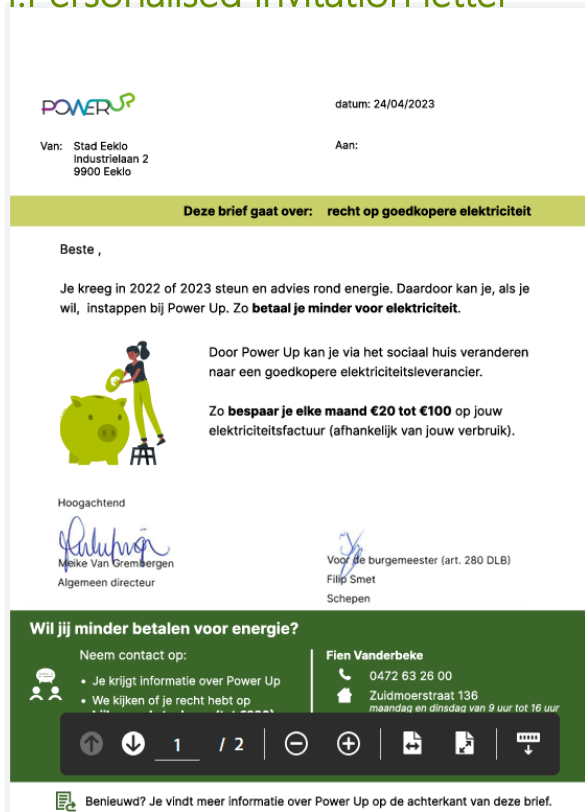 1.Personalised invitation letter
POWERUP
datum: 24/04/2023
Van: Stad Eeklo
Industrielaan 2
9900 Eeklo
Aan:
Deze brief gaat over: recht op goedkopere elektriciteit
Beste ,
Je kreeg in 2022 of 2023 steun en advies rond energie. Daardoor kan je, als je
wil, instappen bij Power Up. Zo betaal je minder voor elektriciteit.
Door Power Up kan je via het sociaal huis veranderen
naar een goedkopere elektriciteitsleverancier.
Zo bespaar je elke maand €20 tot €100 op jouw
elektriciteitsfactuur (afhankelijk van jouw verbruik).
Hoogachtend
Meike Van Grembergen
Algemeen directeur
Voor de burgemeester (art. 280 DLB)
Filip Smet
Schepen
Wil jij minder betalen voor energie?
Neem contact op:
• Je krijgt informatie over Power Up
• We kijken of je recht hebt op
Fien Vanderbeke
0472 63 26 00
Zuidmoerstraat 136
maandag en dinsdag van 9 uur tot 16 uur
1 / 2
Benieuwd? Je vindt meer informatie over Power Up op de achterkant van deze brief.